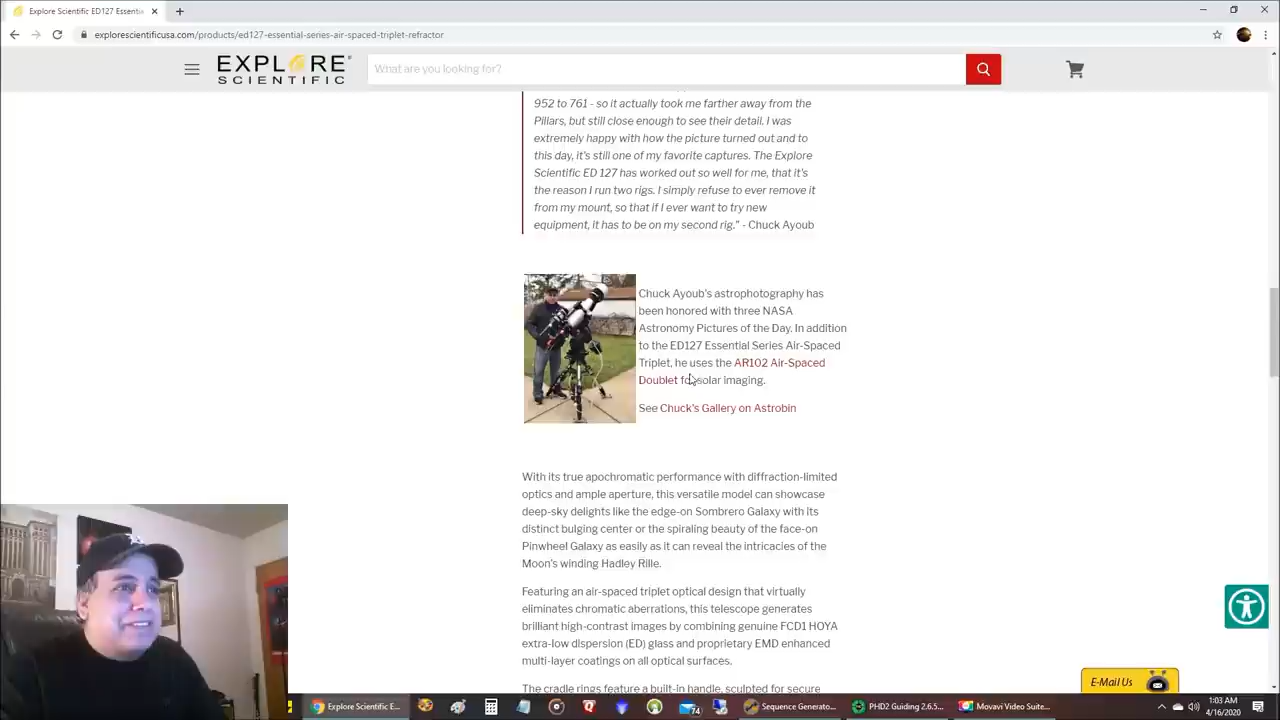 Explore Scientific ED127 Essenti
explorescientificusa.com/products/ed127-essential-series-air-spaced-triplet-refractor
EXPLORE
SCIENTIFIC
What are you looking for?
952 to 761 - so it actually took me farther away from the
Pillars, but still close enough to see their detail. I was
extremely happy with how the picture turned out and to
this day, it's still one of my favorite captures. The Explore
Scientific ED 127 has worked out so well for me, that it's
the reason I run two rigs. I simply refuse to ever remove it
from my mount, so that if I ever want to try new
equipment, it has to be on my second rig." - Chuck Ayoub
Chuck Ayoub's astrophotography has
been honored with three NASA
Astronomy Pictures of the Day. In addition
to the ED127 Essential Series Air-Spaced
Triplet, he uses the AR102 Air-Spaced
Doublet for solar imaging.
See Chuck's Gallery on Astrobin
With its true apochromatic performance with diffraction-limited
optics and ample aperture, this versatile model can showcase
deep-sky delights like the edge-on Sombrero Galaxy with its
distinct bulging center or the spiraling beauty of the face-on
Pinwheel Galaxy as easily as it can reveal the intricacies of the
Moon's winding Hadley Rille.
Featuring an air-spaced triplet optical design that virtually
eliminates chromatic aberrations, this telescope generates
brilliant high-contrast images by combining genuine FCD1 HOYA
extra-low dispersion (ED) glass and proprietary EMD enhanced
multi-layer coatings on all optical surfaces.
The cradle rings feature a built-in handle, sculpted for secure
E-Mail Us
Explore Scientific E...
74
Sequence Generato...
PHD2 Guiding 2.6.5...
Movavi Video Suite...
1:03 AM
4/16/2020